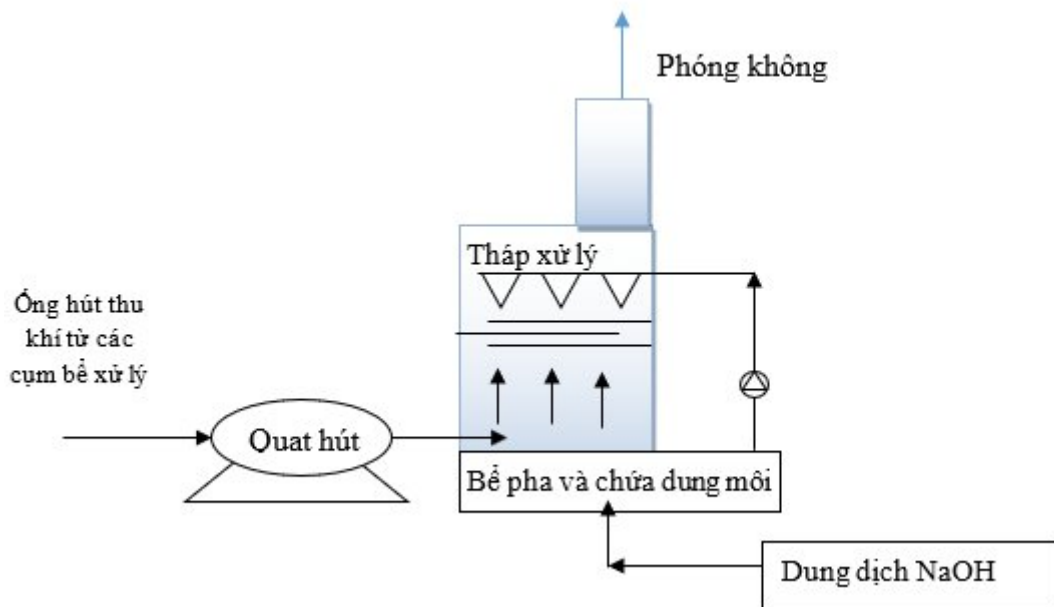 Phóng không
Tháp xử lý
Ống hút thu
khí từ các
cụm bể xử lý
Quat hút
Bể pha và chứa dung môi
Dung dịch NaOH